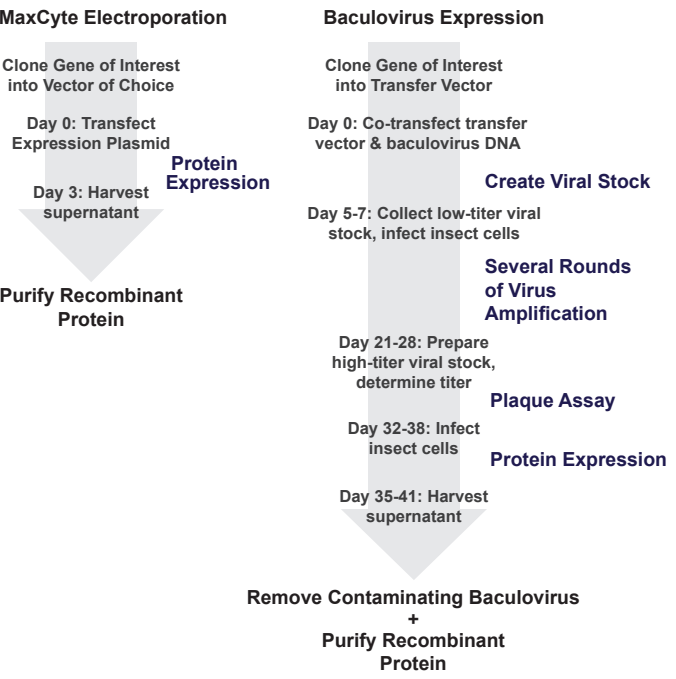 MaxCyte Electroporation
Clone Gene of Interest
into Vector of Choice
Day 0: Transfect
Expression Plasmid
Protein
Expression
Day 3: Harvest
supernatant
Purify Recombinant
Protein
Baculovirus Expression
Clone Gene of Interest
into Transfer Vector
Day 0: Co-transfect transfer
vector & baculovirus DNA
Create Viral Stock
Day 5-7: Collect low-titer viral
stock, infect insect cells
Several Rounds
of Virus
Amplification
Day 21-28: Prepare
high-titer viral stock,
determine titer
Plaque Assay
Day 32-38: Infect
insect cells
Protein Expression
Day 35-41: Harvest
supernatant
Remove Contaminating Baculovirus
+
Purify Recombinant
Protein